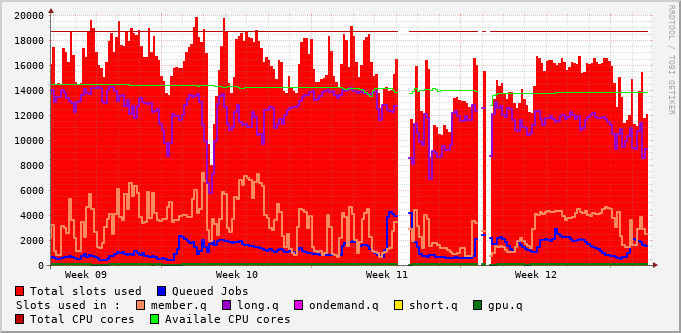 20000
18000
16000
14000
12000
10000
8000
6000
4000
2000
0
Week 09 Week 10 Week 11 Week 12
RRDTOOL / TOBI OETIKER
Total slots used Queued Jobs
Slots used in : member.q long.q ondemand.q short.q gpu.q
Total CPU cores Availale CPU cores